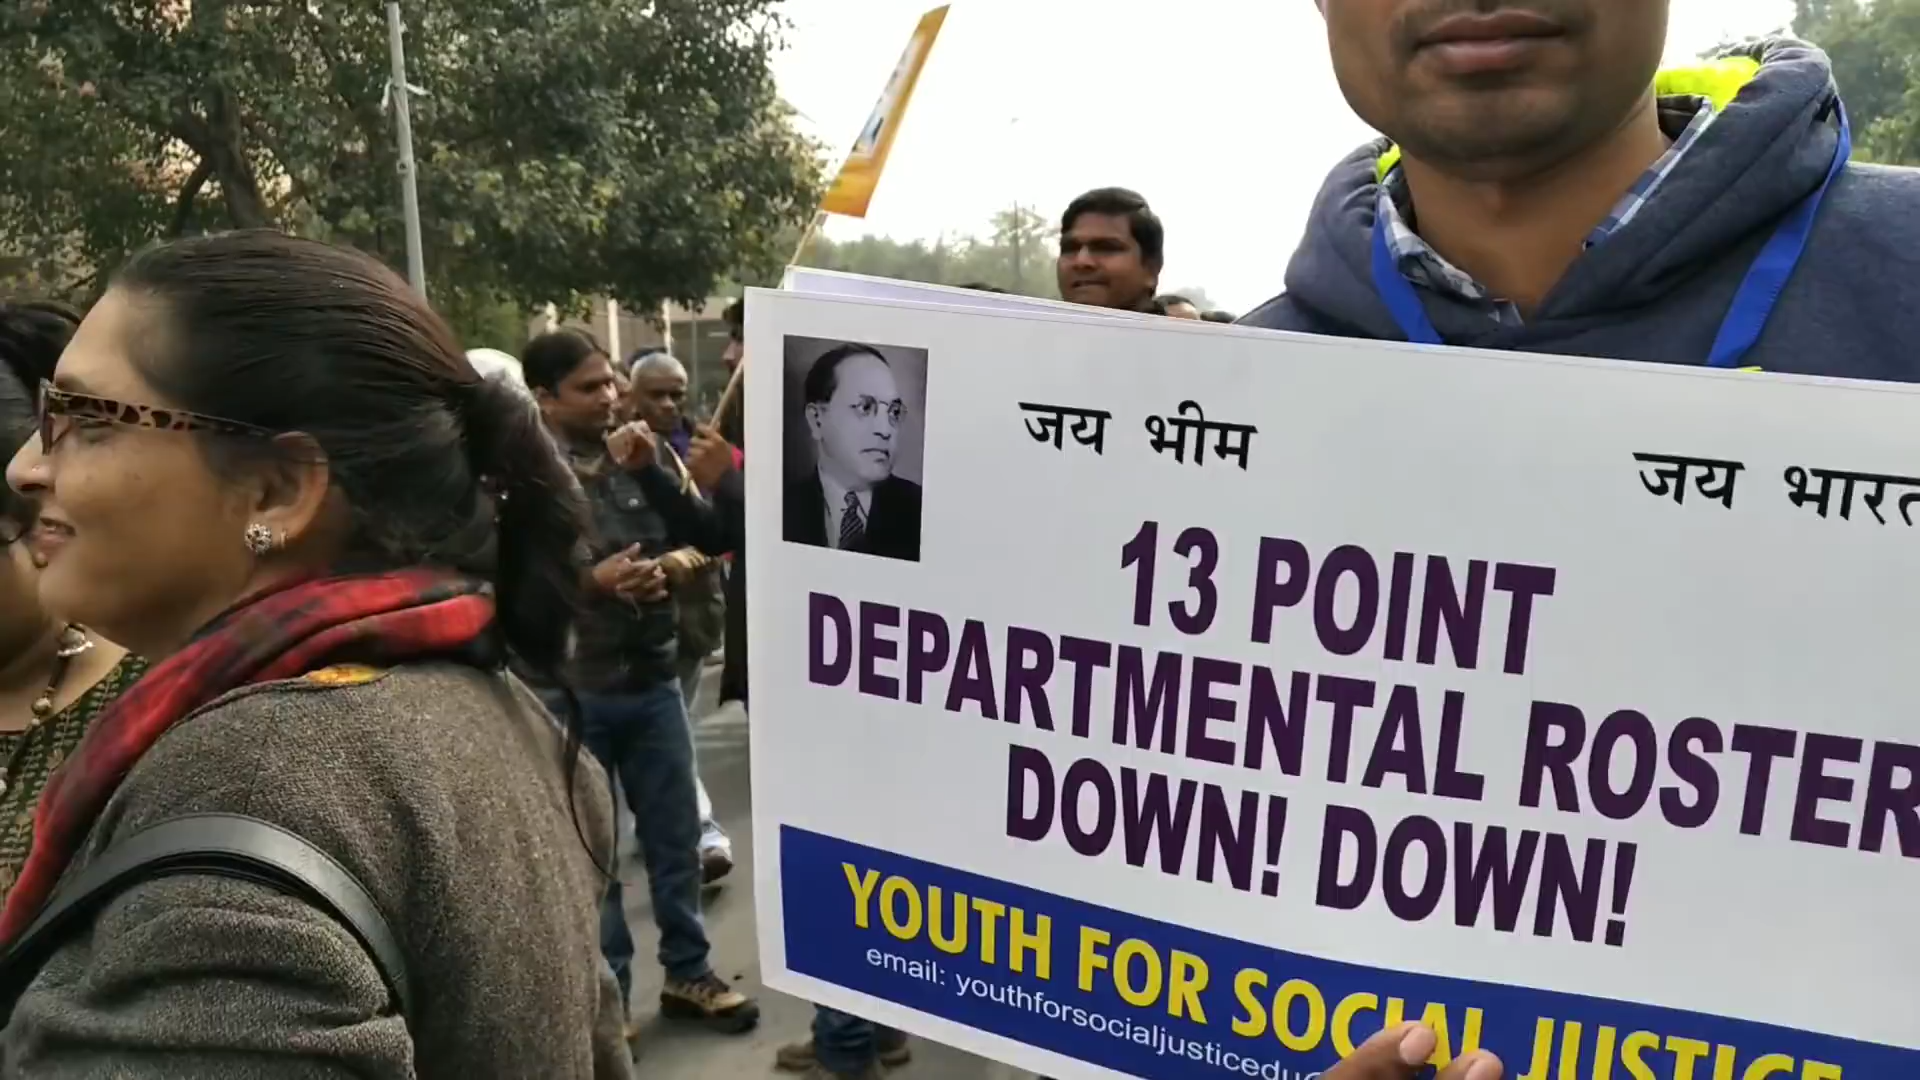 जय भीम जय भारत
13 POINT
DEPARTMENTAL ROSTER
DOWN! DOWN!
YOUTH FOR SOCIAL JUSTICE
email: youthforsocialjusticedu